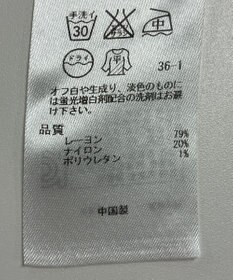 手洗イ
30
中
ドライ
中
36-1
オフ白や生成り、淡色のものに
は蛍光増白剤配合の洗剤はお避
け下さい。
品質
レーヨン 79%
ナイロン 20%
ポリウレタン 1%
中国製